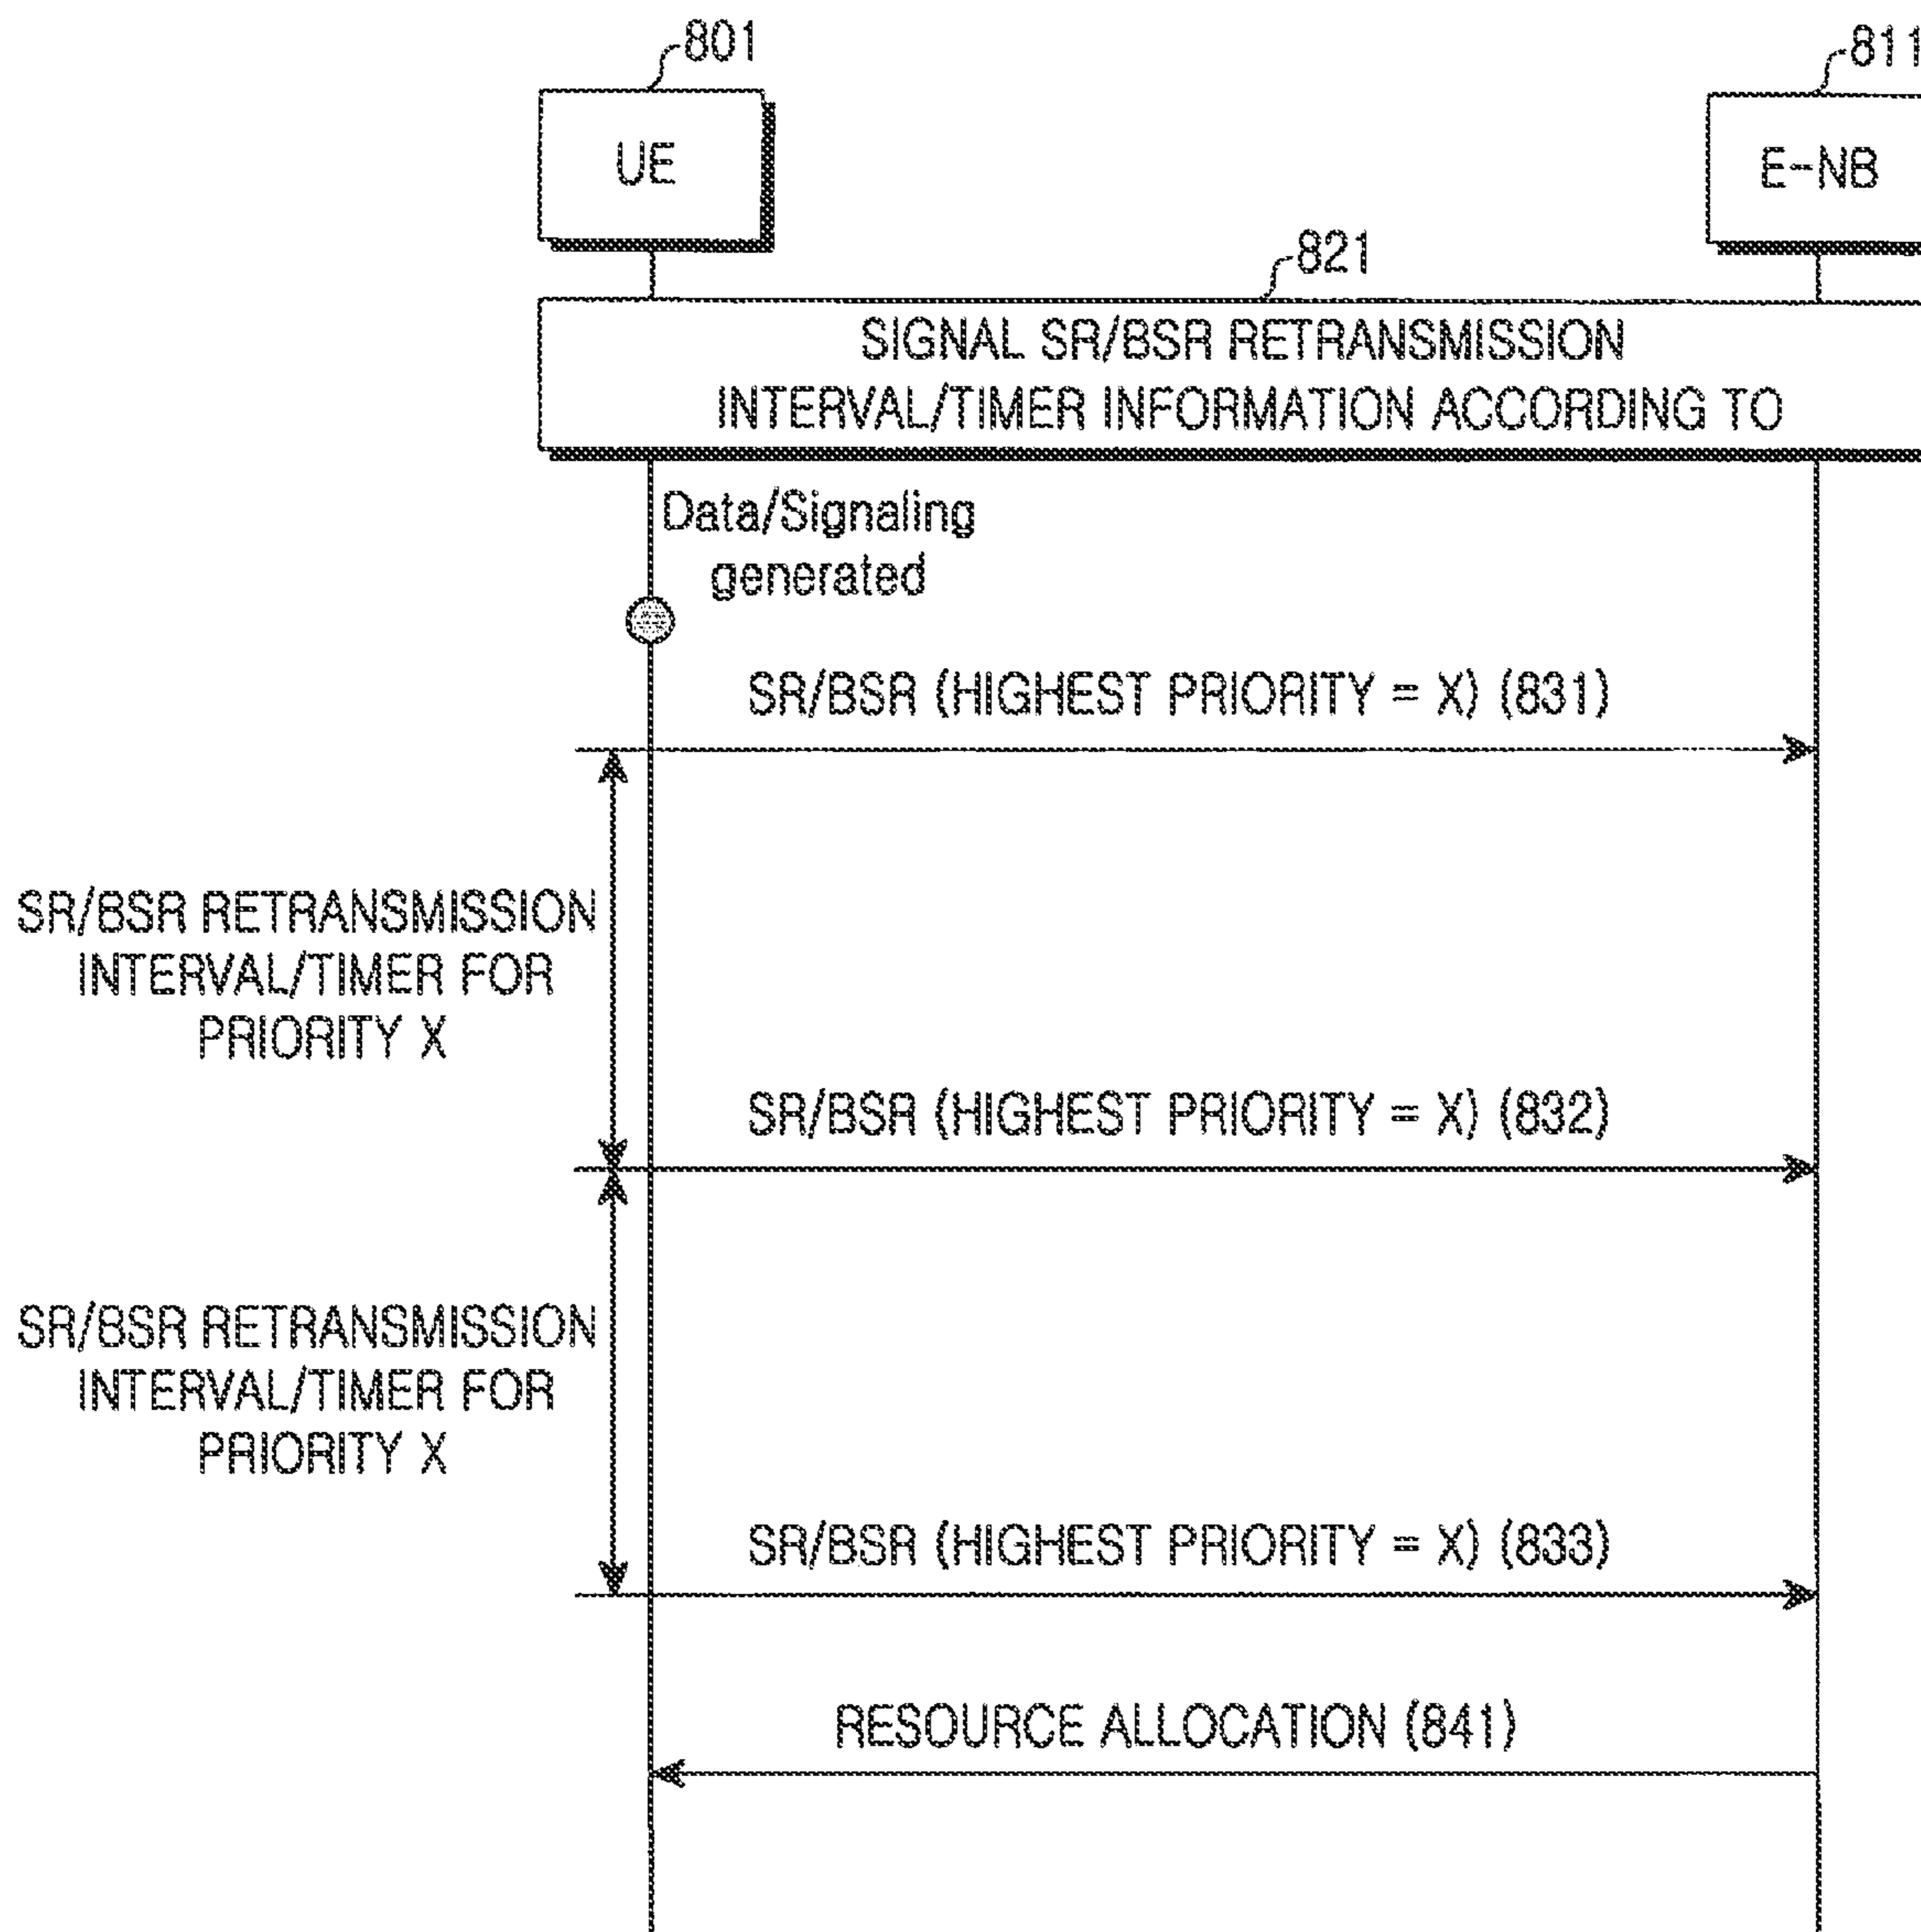 801
811
UE
E-NB
821
SIGNAL SR/BSR RETRANSMISSION
INTERVAL/TIMER INFORMATION ACCORDING TO
Data/Signaling
generated
SR/BSR (HIGHEST PRIORITY = X) (831)
SR/BSR RETRANSMISSION
INTERVAL/TIMER FOR
PRIORITY X
SR/BSR (HIGHEST PRIORITY = X) (832)
SR/BSR RETRANSMISSION
INTERVAL/TIMER FOR
PRIORITY X
SR/BSR (HIGHEST PRIORITY = X) (833)
RESOURCE ALLOCATION (841)